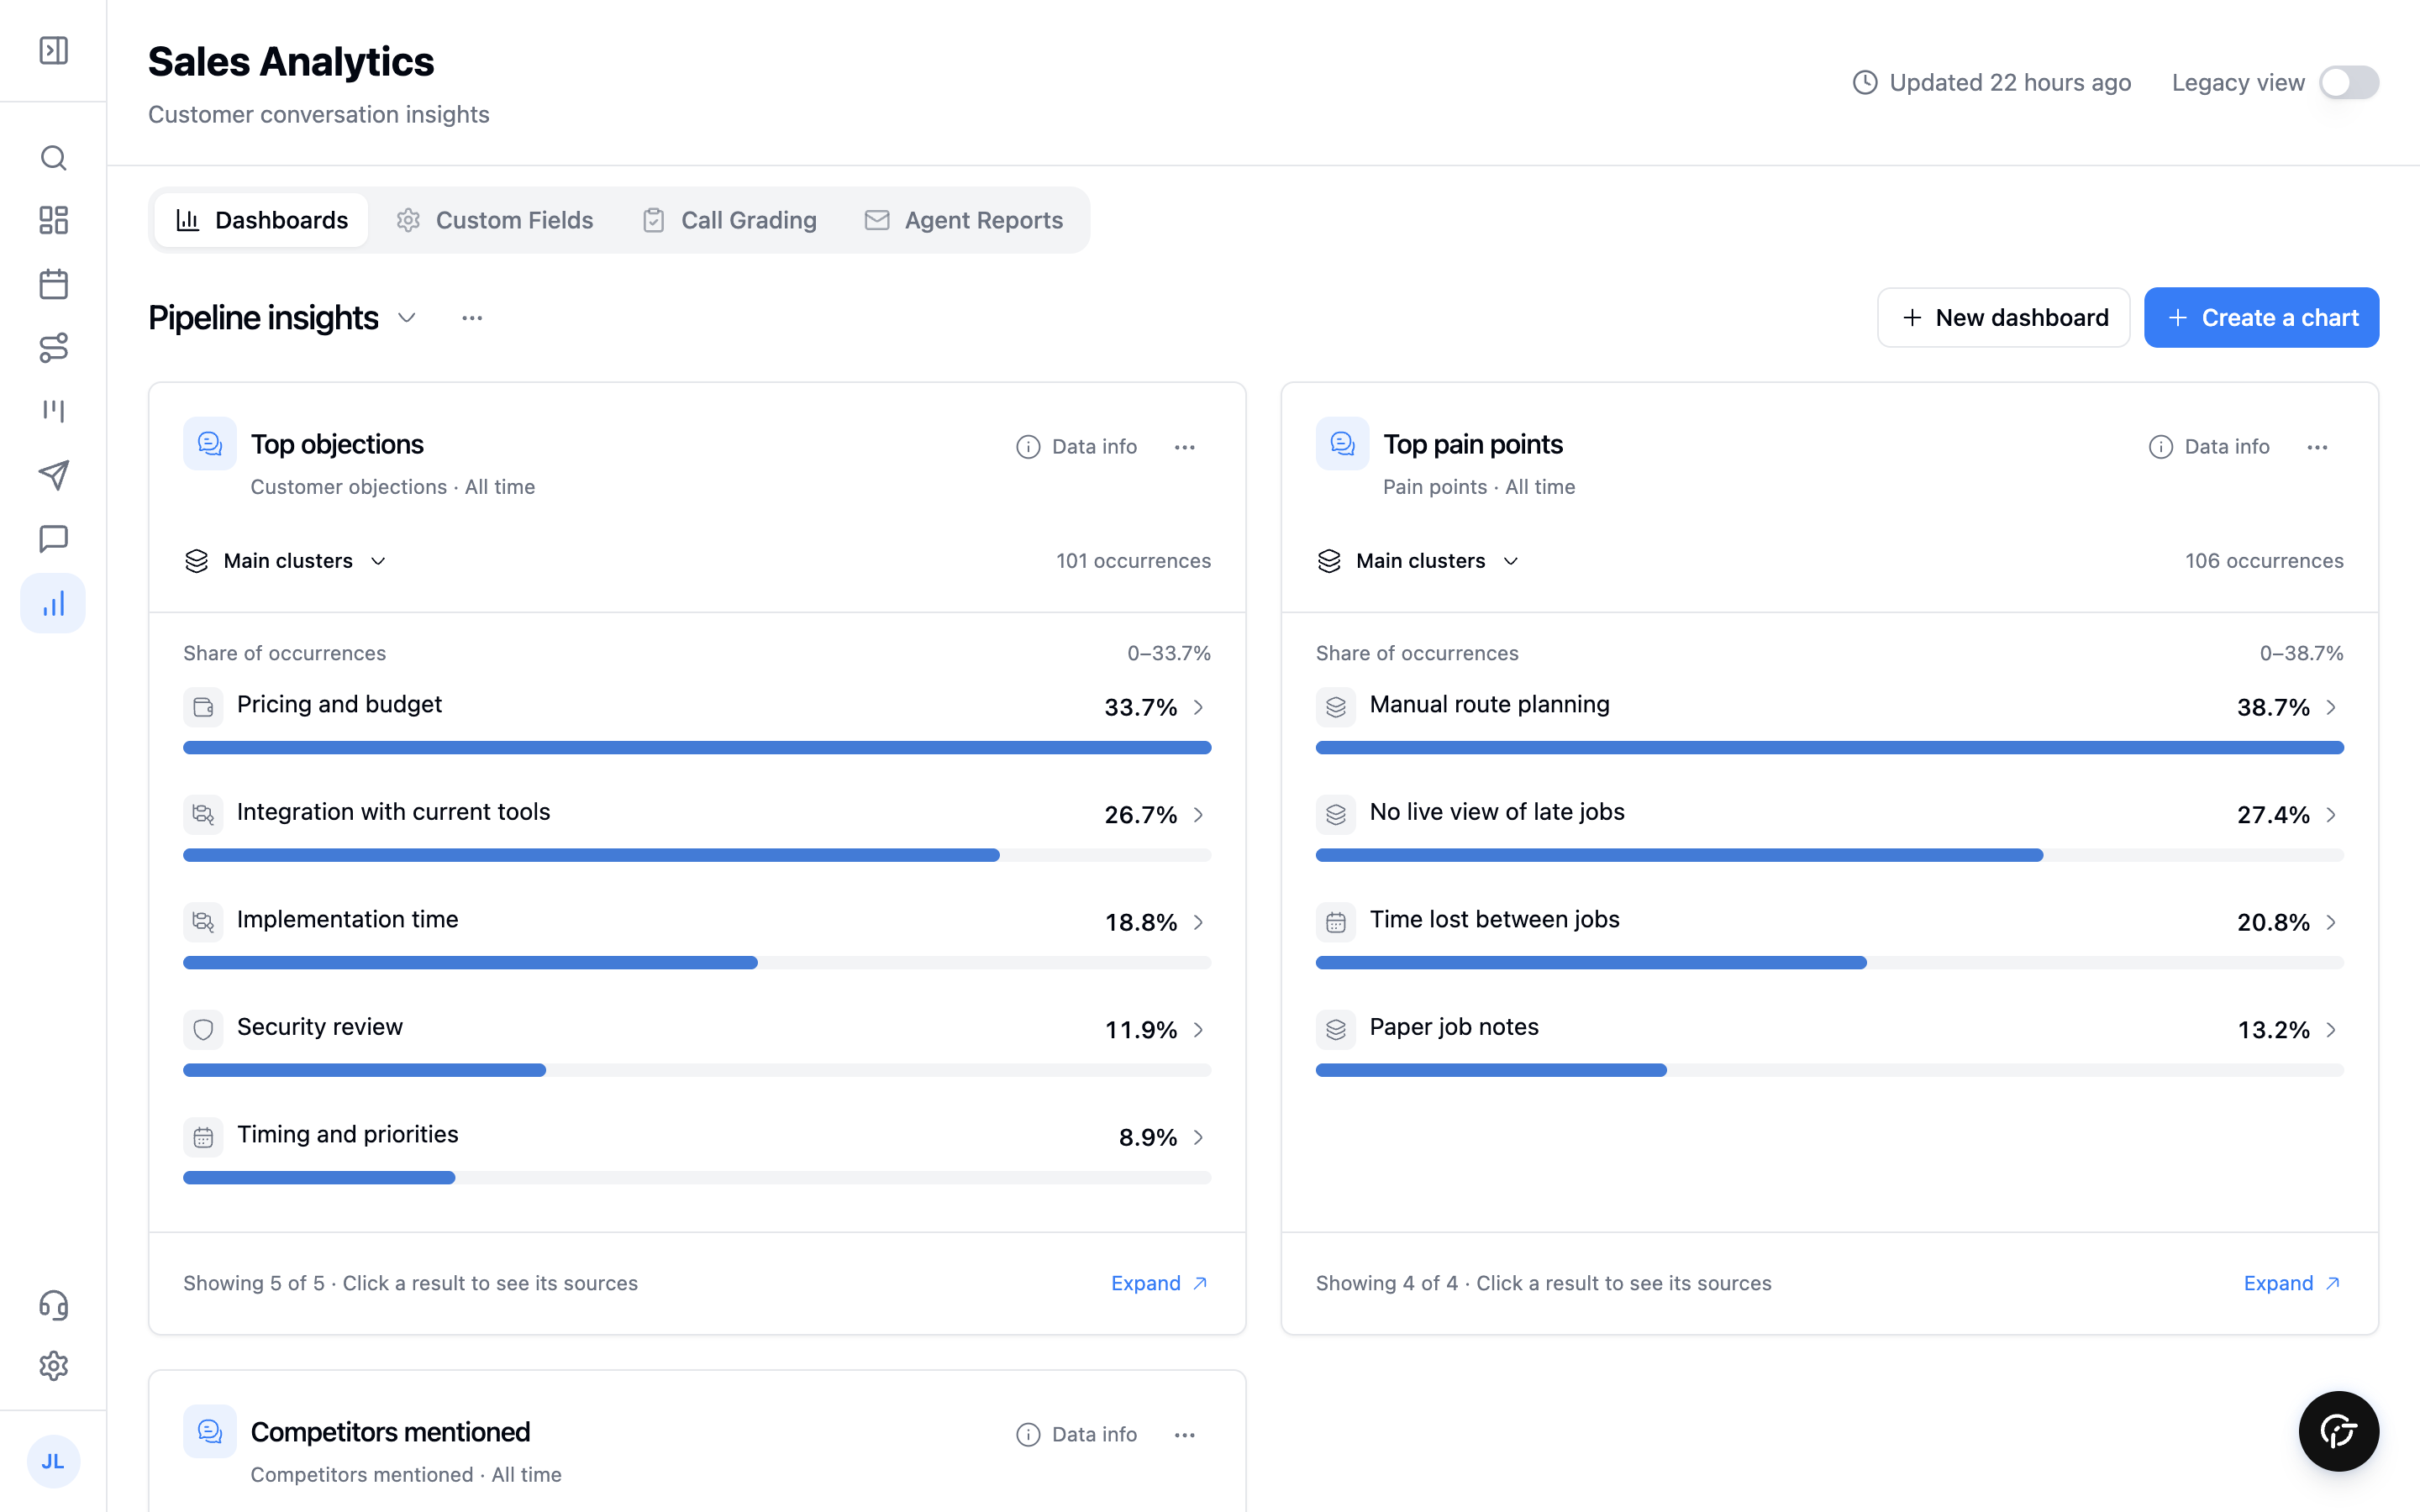 Sales Analytics
Customer conversation insights
Updated 22 hours ago
Legacy view
Dashboards
Custom Fields
Call Grading
Agent Reports
Pipeline insights
New dashboard
Create a chart
Top objections
Data info
Customer objections · All time
Main clusters
101 occurrences
Share of occurrences
0–33.7%
Pricing and budget
33.7%
Integration with current tools
26.7%
Implementation time
18.8%
Security review
11.9%
Timing and priorities
8.9%
Showing 5 of 5 · Click a result to see its sources
Expand
Top pain points
Data info
Pain points · All time
Main clusters
106 occurrences
Share of occurrences
0–38.7%
Manual route planning
38.7%
No live view of late jobs
27.4%
Time lost between jobs
20.8%
Paper job notes
13.2%
Showing 4 of 4 · Click a result to see its sources
Expand
Competitors mentioned
Data info
Competitors mentioned · All time
JL